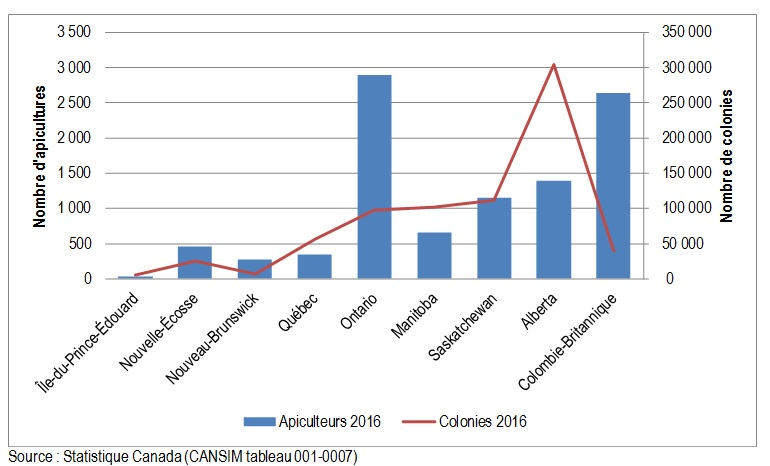 3 500
3 000
2 500
2 000
1 500
1 000
500
0
Nombre d'apicultures
350 000
300 000
250 000
200 000
150 000
100 000
50 000
0
Nombre de colonies
Île-du-Prince-Édouard
Nouvelle-Écosse
Nouveau-Brunswick
Québec
Ontario
Manitoba
Saskatchewan
Alberta
Colombie-Britannique
Apiculteurs 2016
Colonies 2016
Source : Statistique Canada (CANSIM tableau 001-0007)